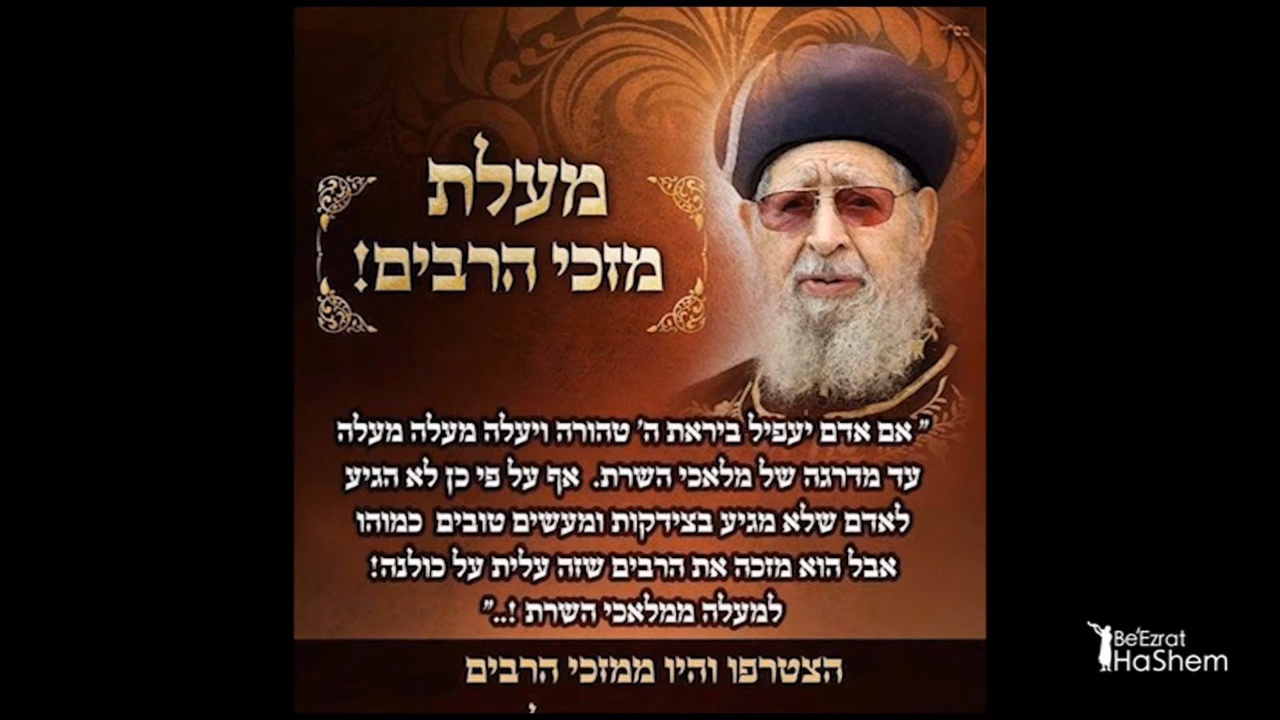 בס"ד
מעלת
מזכי הרבים!
"אם אדם יעפיל ביראת ה' טהורה ויעלה מעלה מעלה
עד מדרגה של מלאכי השרת. אף על פי כן לא הגיע
לאדם שלא מגיע בצידקות ומעשים טובים כמוהו
אבל הוא מזכה את הרבים שזה עלית על כולנה!
למעלה ממלאכי השרת !.."
הצטרפו והיו ממזכי הרבים
Be'Ezrat
HaShem